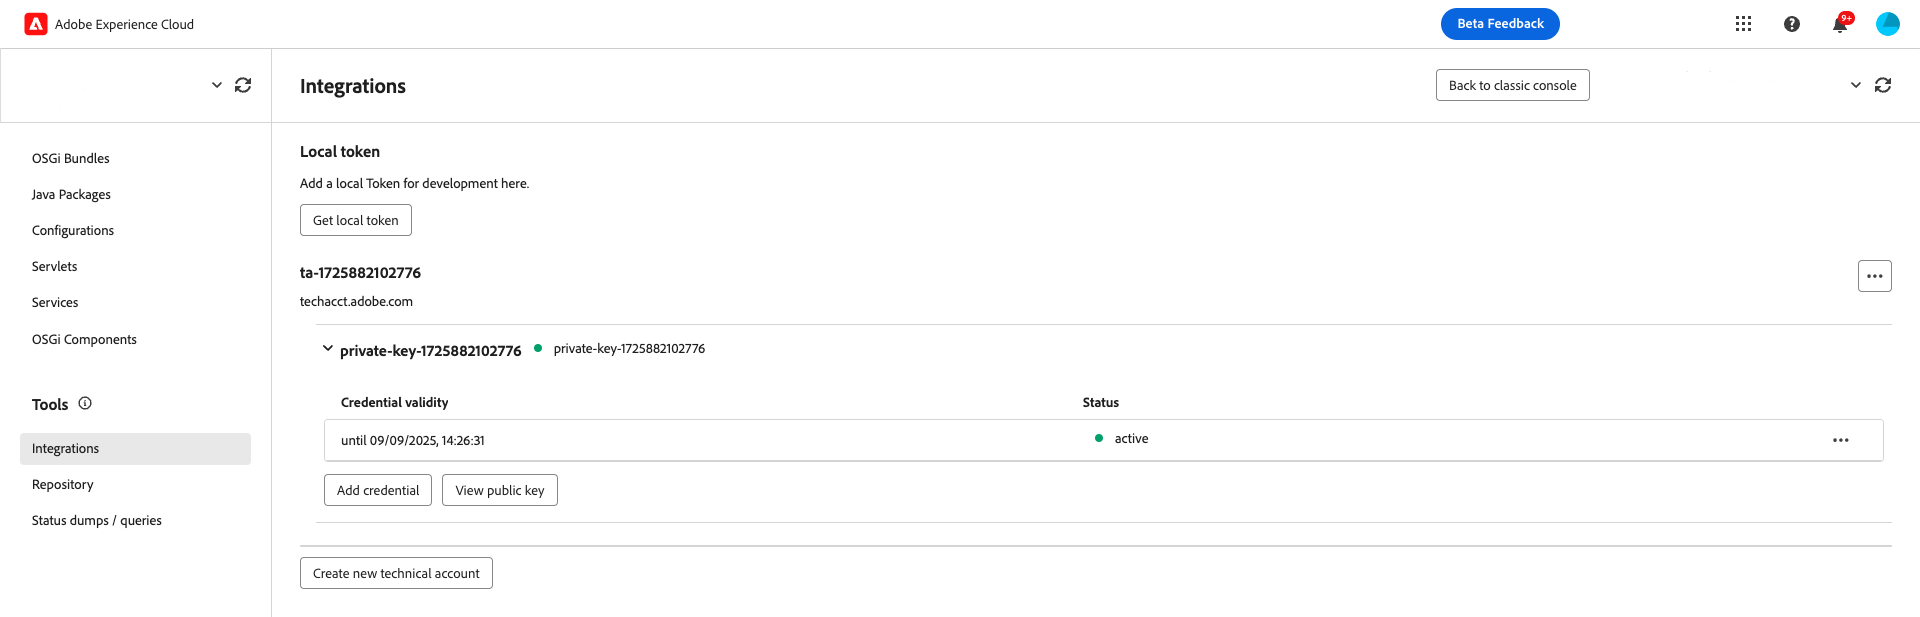 Adobe Experience Cloud
Beta Feedback
9+
Integrations
Back to classic console
OSGi Bundles
Java Packages
Configurations
Servlets
Services
OSGi Components
Tools
Integrations
Repository
Status dumps / queries
Local token
Add a local Token for development here.
Get local token
ta-1725882102776
techacct.adobe.com
private-key-1725882102776 private-key-1725882102776
Credential validity Status
until 09/09/2025, 14:26:31 active
Add credential View public key
Create new technical account